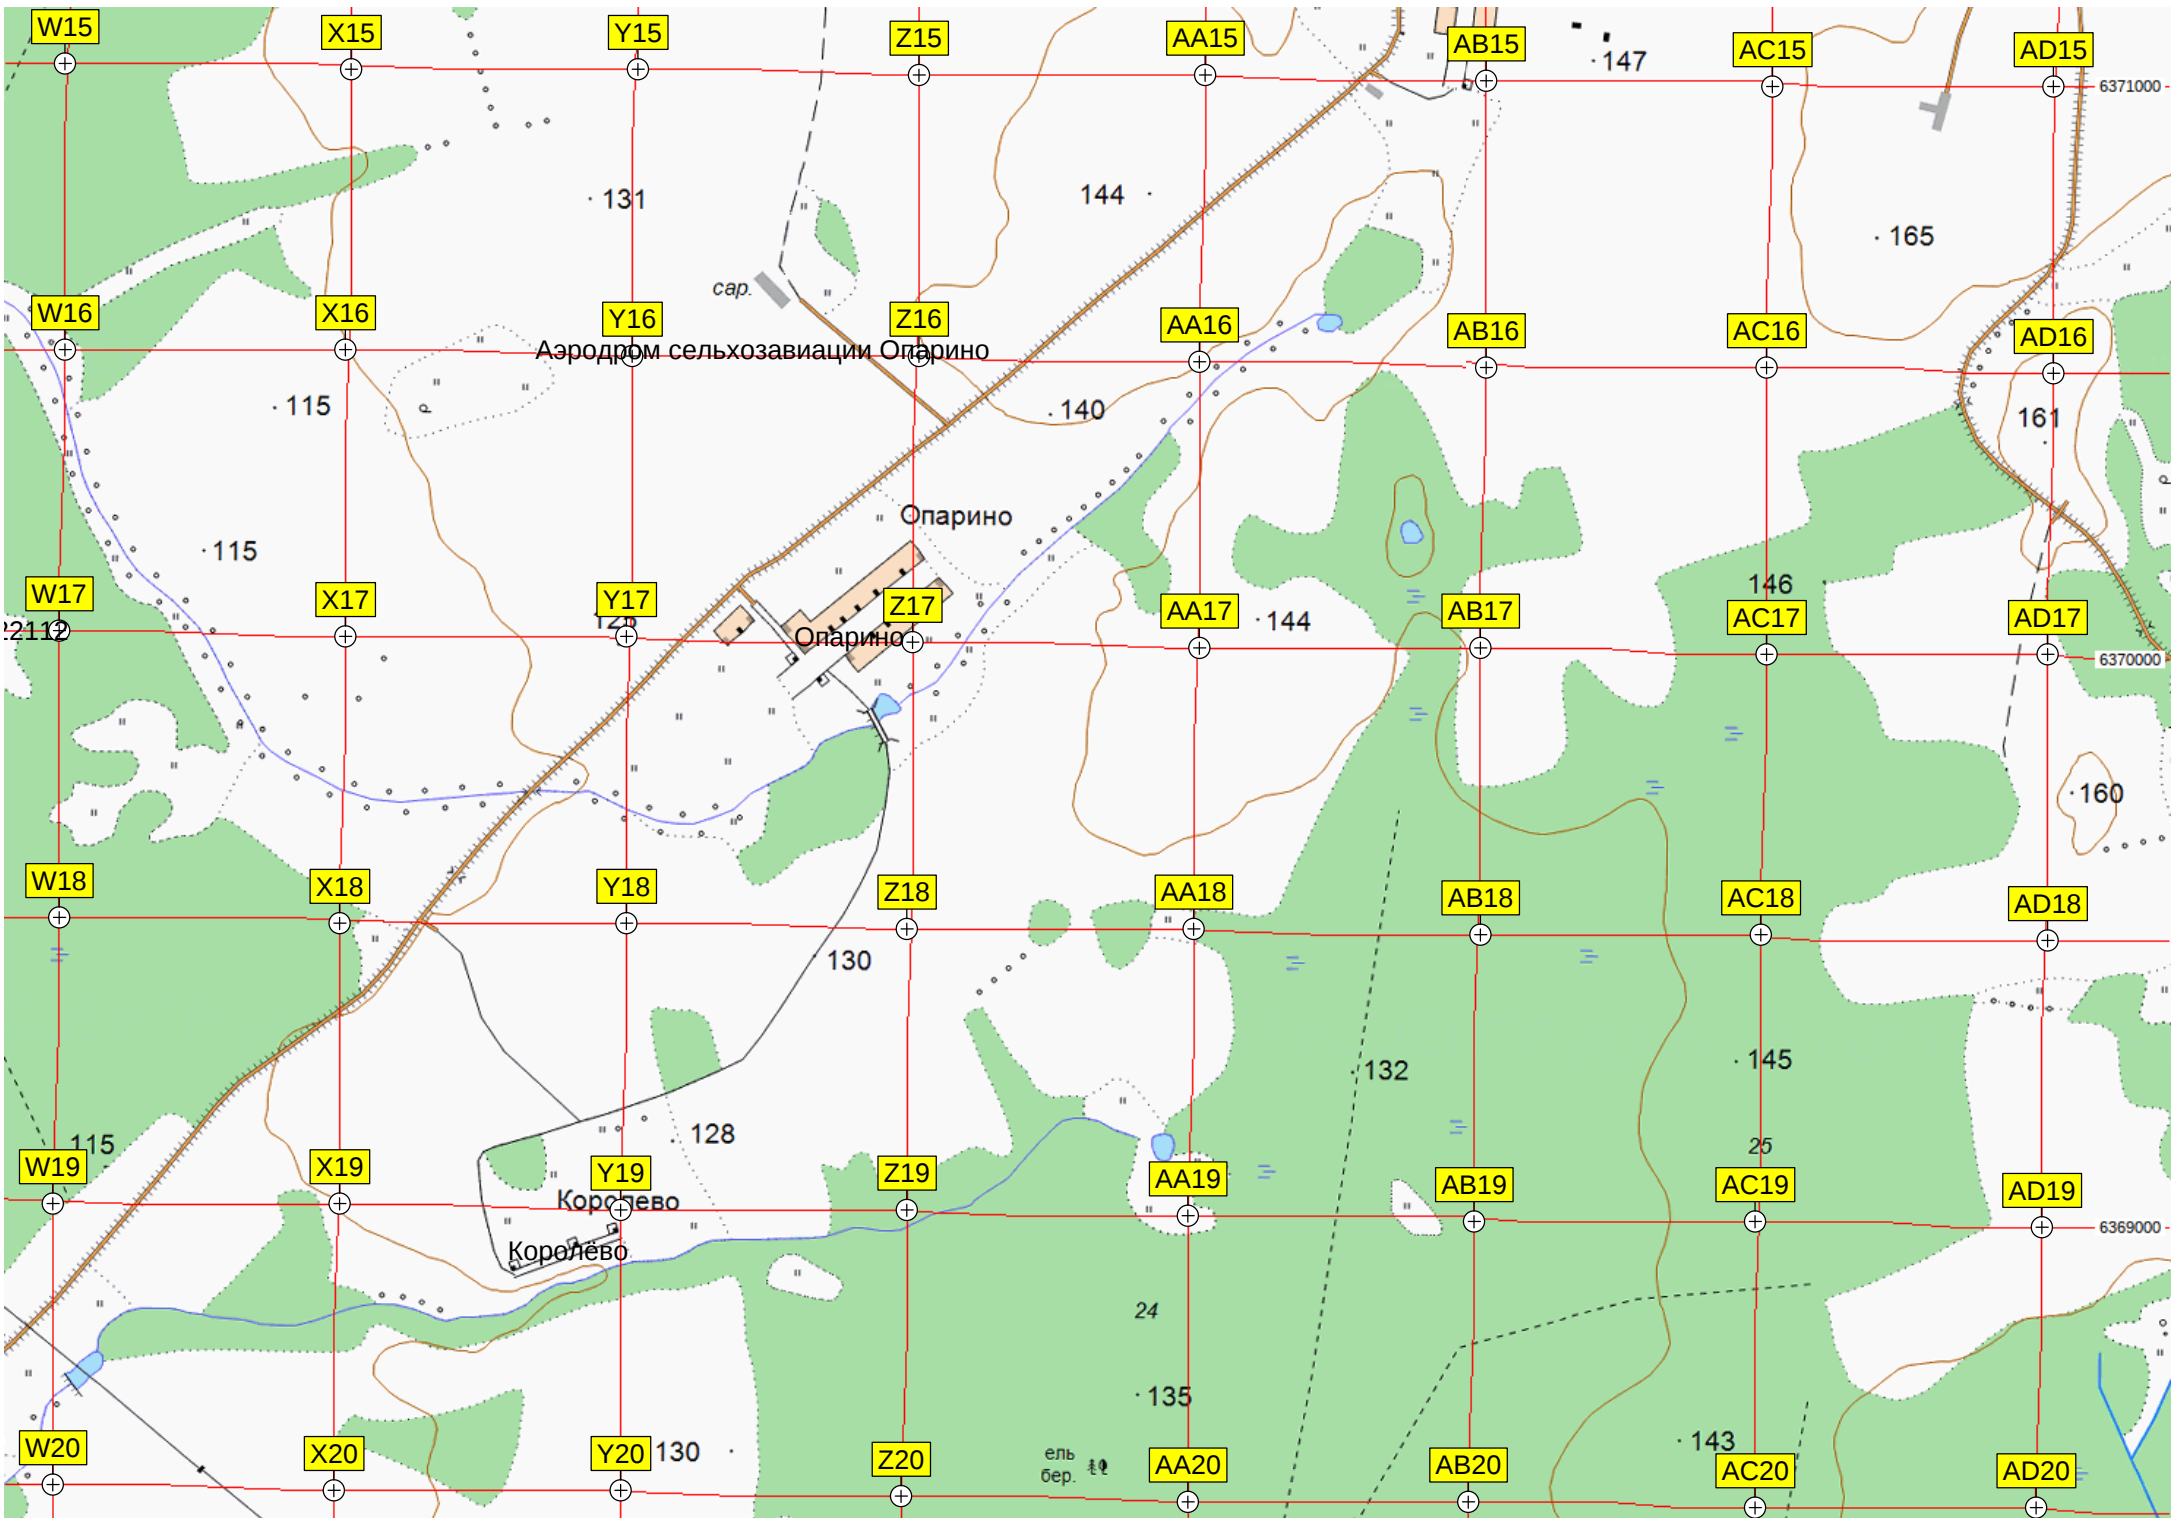 W15 X15 Y15 Z15 AA15 AB15 147 AC15 AD15
6371000
131 144 165
сар.
W16 X16 Y16 Z16 AA16 AB16 AC16 AD16
Аэродром сельхозавиации Опарино
115 140 161
Опарино
115
146
W17 X17 Y17 Z17 AA17 144 AB17 AC17 AD17
22112
Опарино
6370000
160
W18 X18 Y18 Z18 AA18 AB18 AC18 AD18
130
132 145
115 128 25
W19 X19 Y19 Z19 AA19 AB19 AC19 AD19
Королево
6369000
Королёво
24
135
143
W20 X20 Y20 130 Z20 AA20 AB20 AC20 AD20
ель
бер.